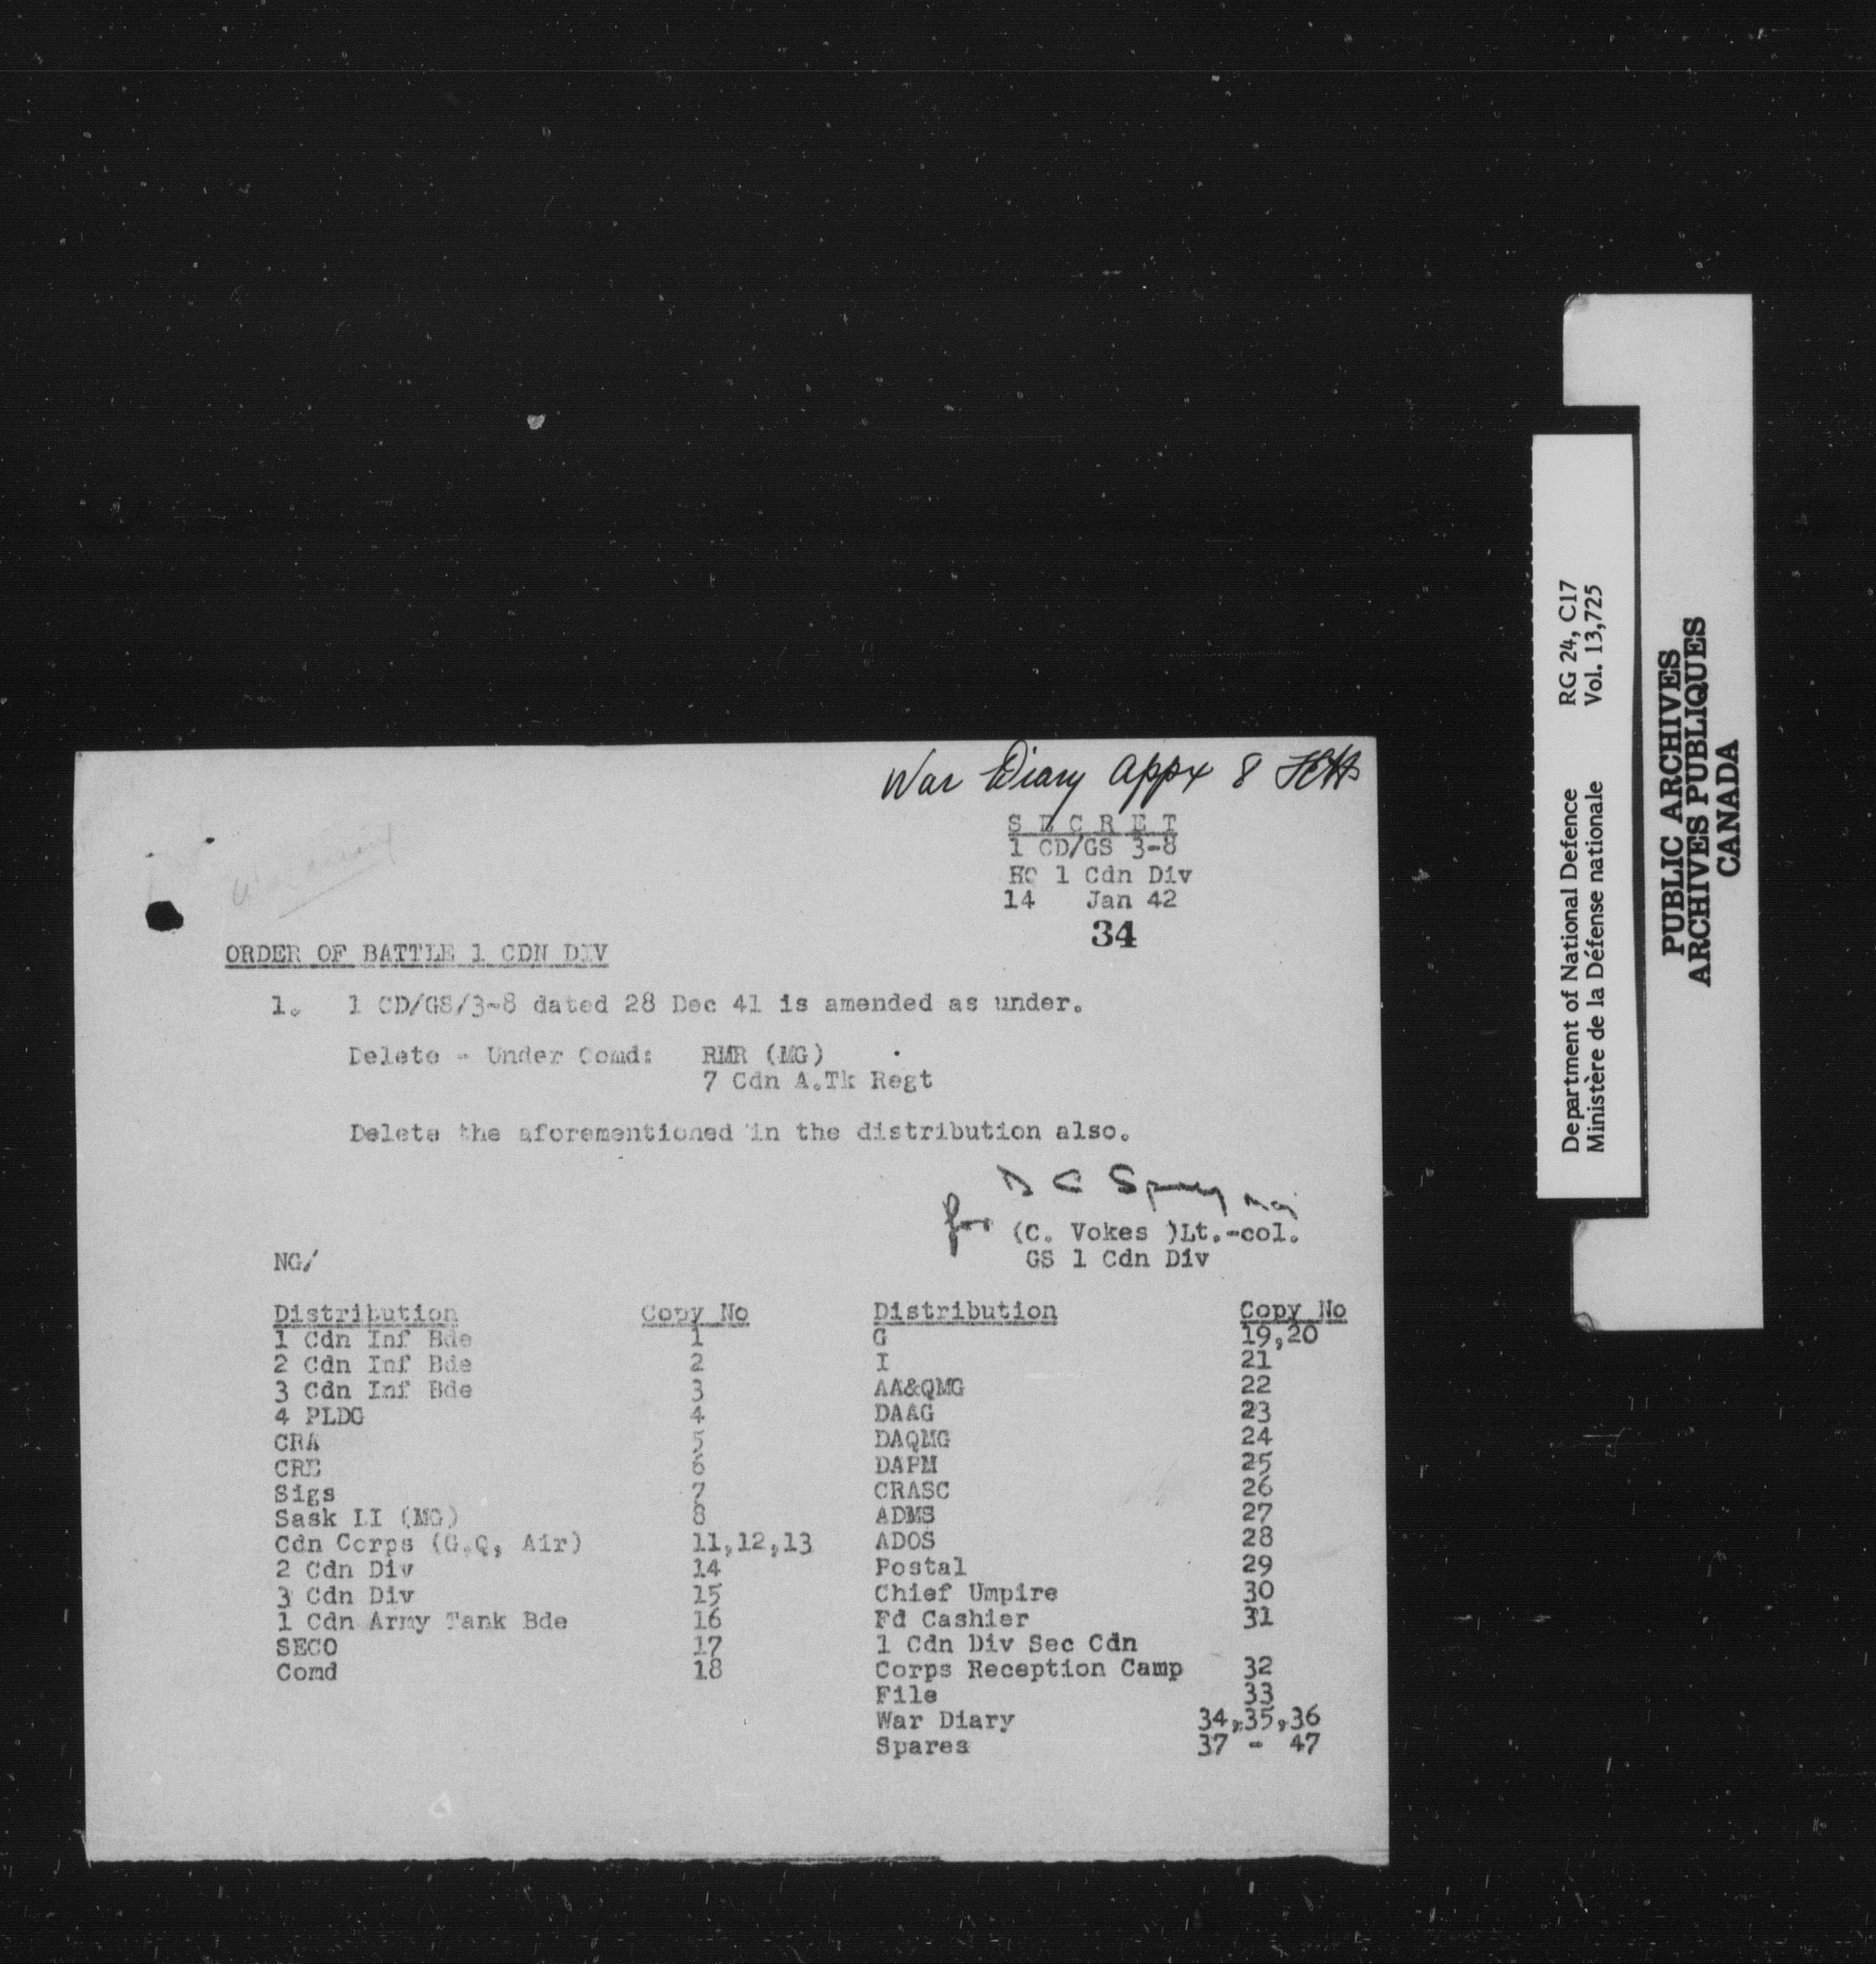 War Diary Appx 8
S E C R E T
1 CD/GS 3-8
HQ 1 Cdn Div
14 Jan 42
34
War diary
ORDER OF BATTLE 1 CDN DIV
1. 1 CD/GS/3-8 dated 28 Dec 41 is amended as under.
Delete - Under Comd: RMR (MG)
7 Cdn A.Tk Regt
Delete the aforementioned in the distribution also.
D C Spry Maj
for (C. Vokes )Lt.-col.
GS 1 Cdn Div
NG/
Distribution Copy No Distribution Copy No
1 Cdn Inf Bde 1 G 19,20
2 Cdn Inf Bde 2 I 21
3 Cdn Inf Bde 3 AA&QMG 22
4 PLDG 4 DAAG 23
CRA 5 DAQMG 24
CRE 6 DAPM 25
Sigs 7 CRASC 26
Sask LI (MG) 8 ADMS 27
Cdn Corps (G.Q, Air) 11,12,13 ADOS 28
2 Cdn Div 14 Postal 29
3 Cdn Div 15 Chief Umpire 30
1 Cdn Army Tank Bde 16 Fd Cashier 31
SECO 17 1 Cdn Div Sec Cdn
Comd 18 Corps Reception Camp 32
File 33
War Diary 34,35,36
Spares 37 - 47
Department of National Defence RG 24, C17
Ministère de la Défense nationale Vol. 13,725
PUBLIC ARCHIVES
ARCHIVES PUBLIQUES
CANADA